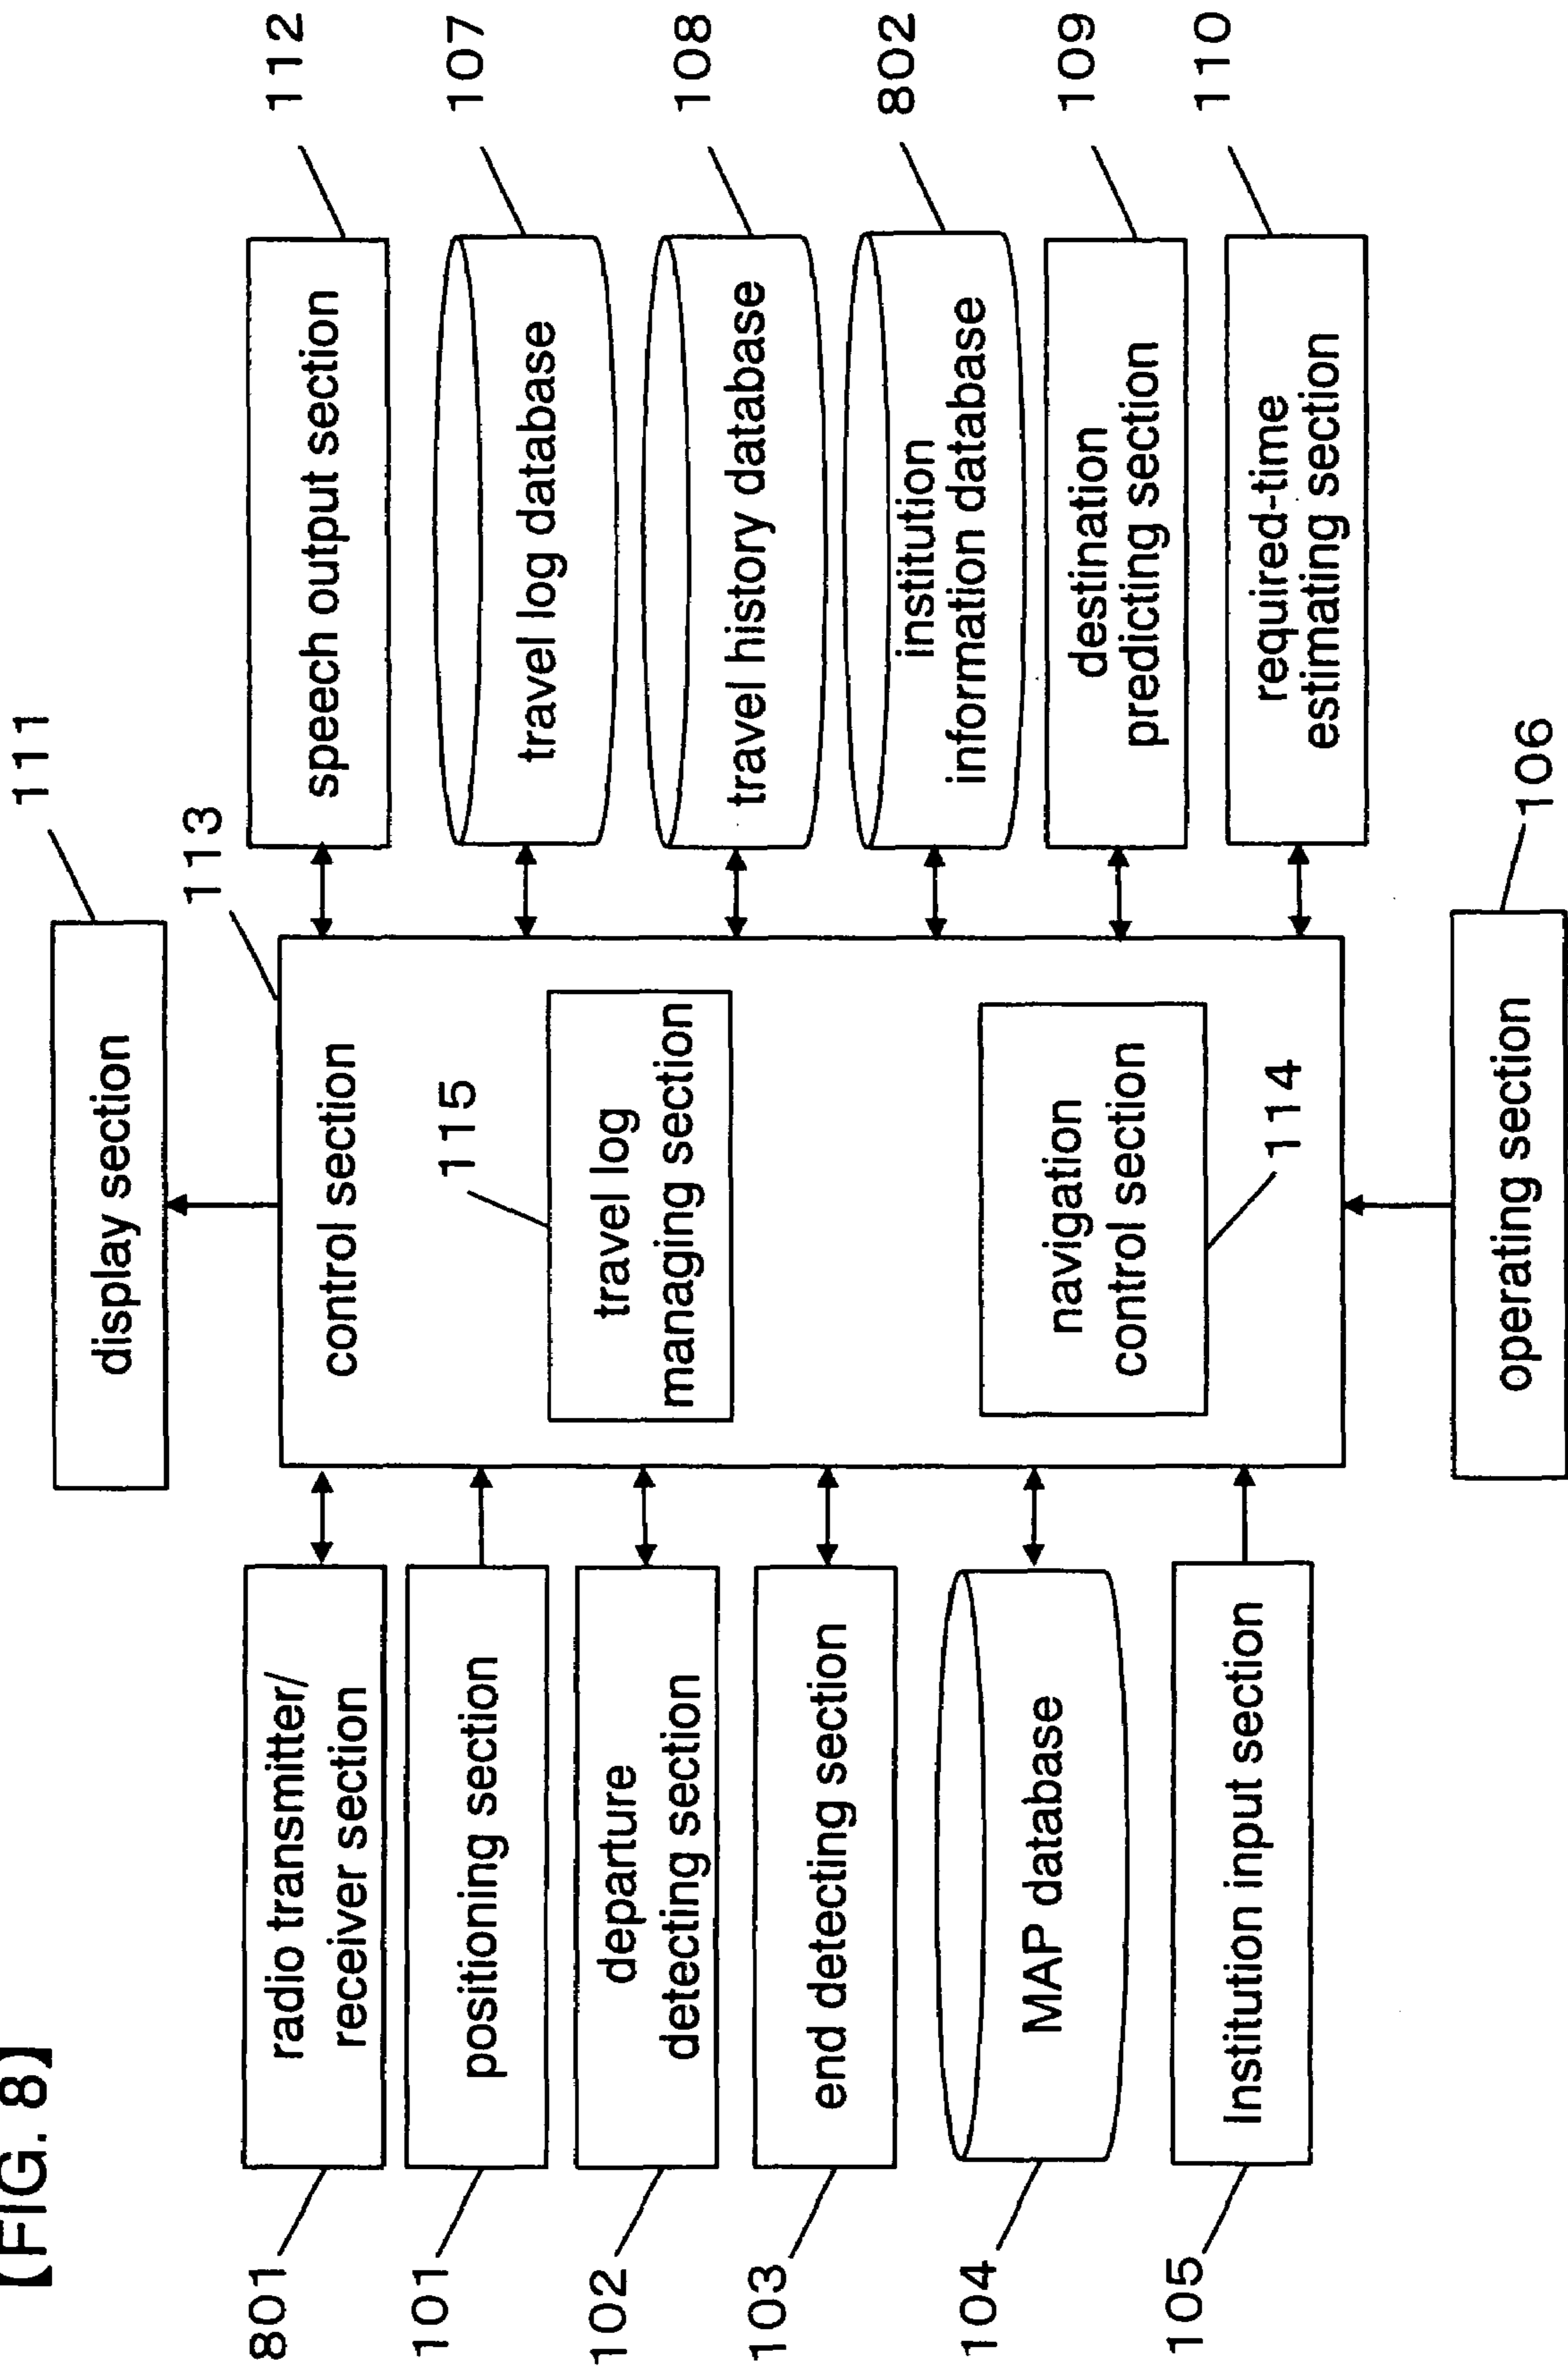 【FIG. 8】
111
display section
113
control section
115
travel log
managing section
navigation
control section
114
801
radio transmitter/
receiver section
101
positioning section
102
departure
detecting section
103
end detecting section
104
MAP database
105
Institution input section
112
speech output section
107
travel log database
108
travel history database
802
institution
information database
109
destination
predicting section
110
required-time
estimating section
106
operating section